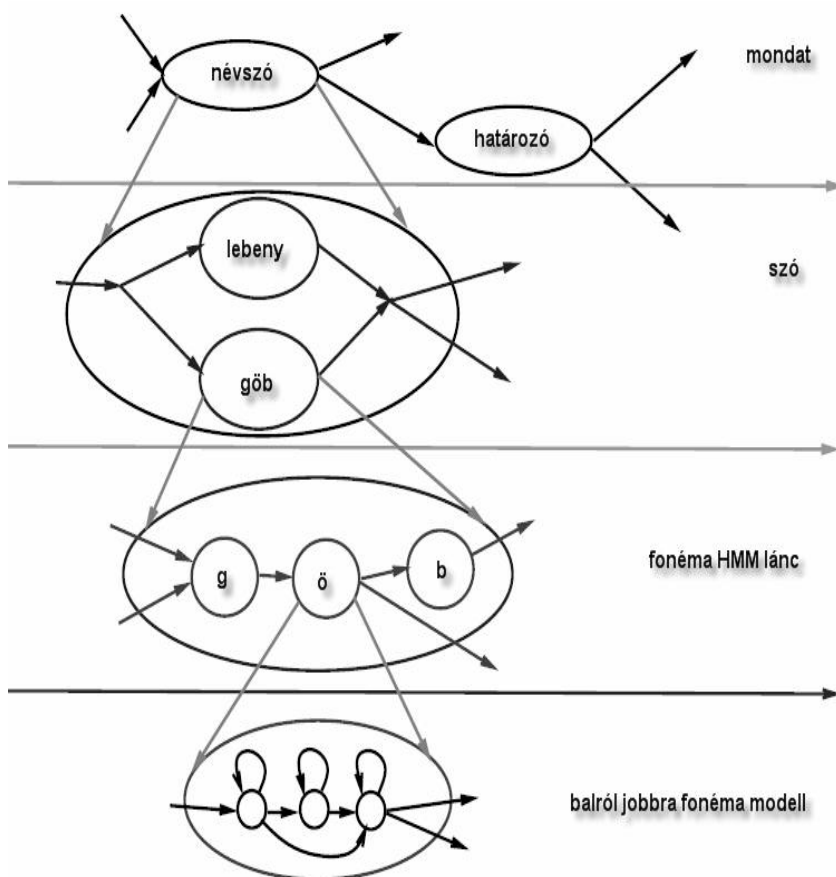 névszó
mondat
határozó
lebeny
szó
göb
g
ö
b
fonéma HMM lánc
balról jobbra fonéma modell